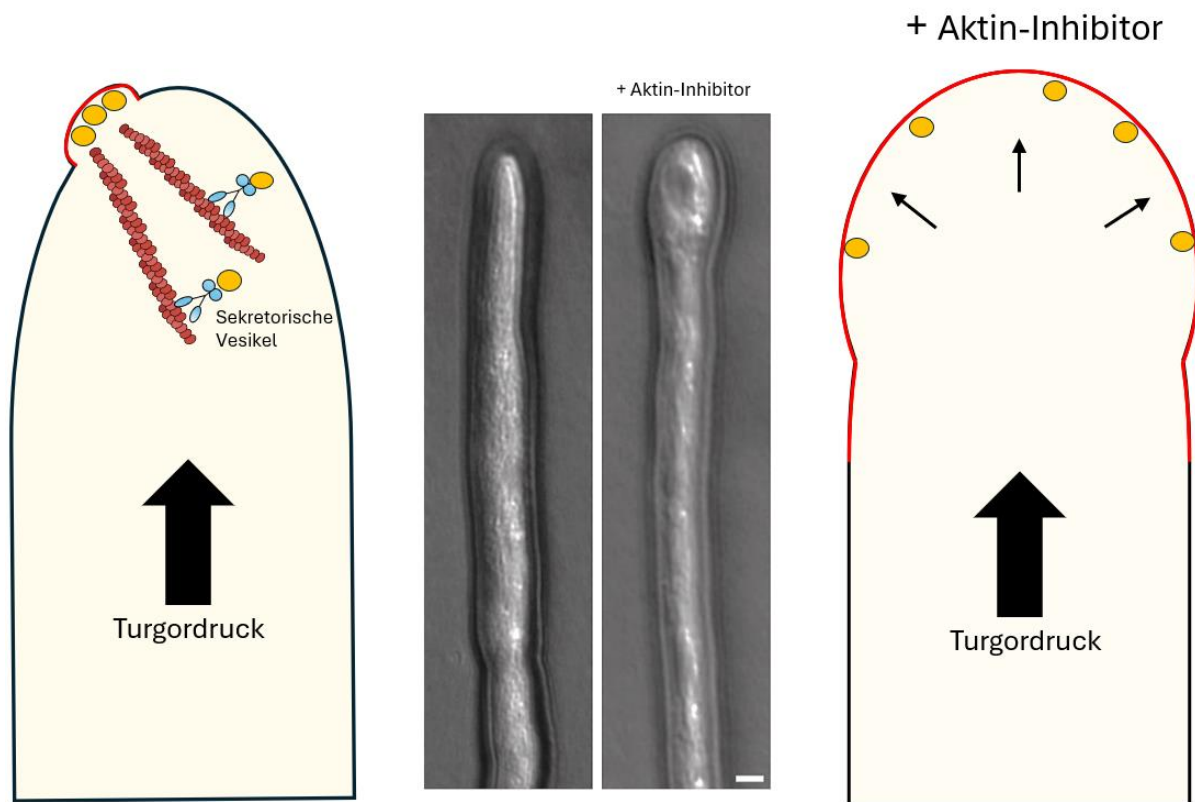 + Aktin-Inhibitor
+ Aktin-Inhibitor
Sekretorische
Vesikel
Turgordruck
Turgordruck